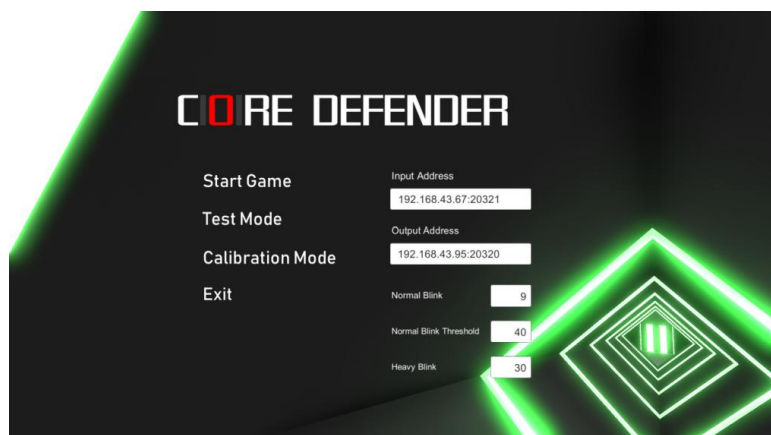 CORE DEFENDER
Start Game
Test Mode
Calibration Mode
Exit
Input Address
192.168.43.67:20321
Output Address
192.168.43.95:20320
Normal Blink 9
Normal Blink Threshold 40
Heavy Blink 30